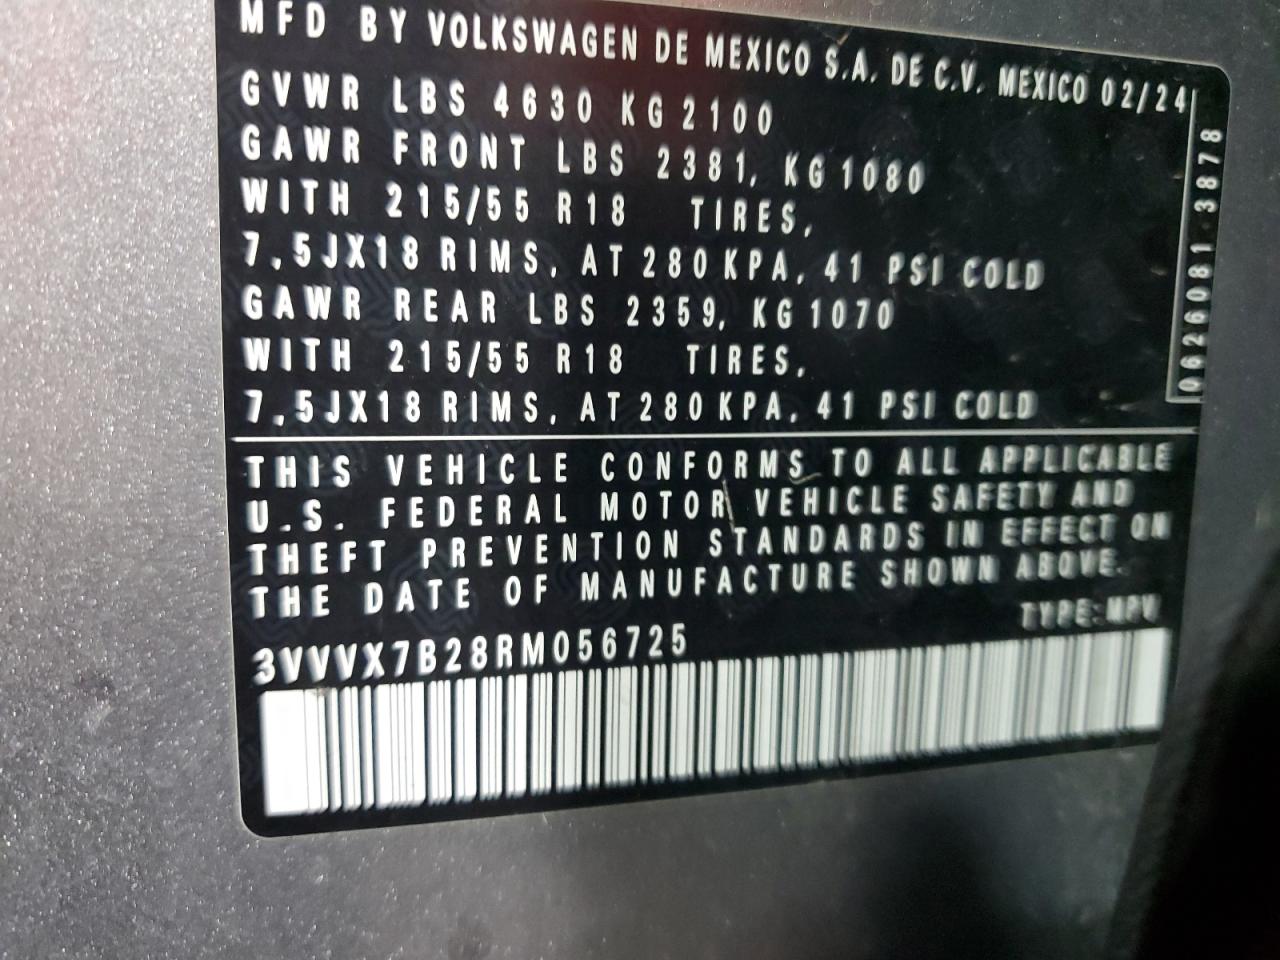 MFD BY VOLKSWAGEN DE MEXICO S.A. DE C.V. MEXICO 02/24
GVWR LBS 4630 KG 2100
GAWR FRONT LBS 2381, KG 1080
WITH 215/55 R18 TIRES,
7,5JX18 RIMS, AT 280 KPA, 41 PSI COLD
GAWR REAR LBS 2359, KG 1070
WITH 215/55 R18 TIRES,
7,5JX18 RIMS, AT 280 KPA, 41 PSI COLD
0626081 3878
THIS VEHICLE CONFORMS TO ALL APPLICABLE
U.S. FEDERAL MOTOR VEHICLE SAFETY AND
THEFT PREVENTION STANDARDS IN EFFECT ON
THE DATE OF MANUFACTURE SHOWN ABOVE.
TYPE:MPV
3VVVX7B28RM056725